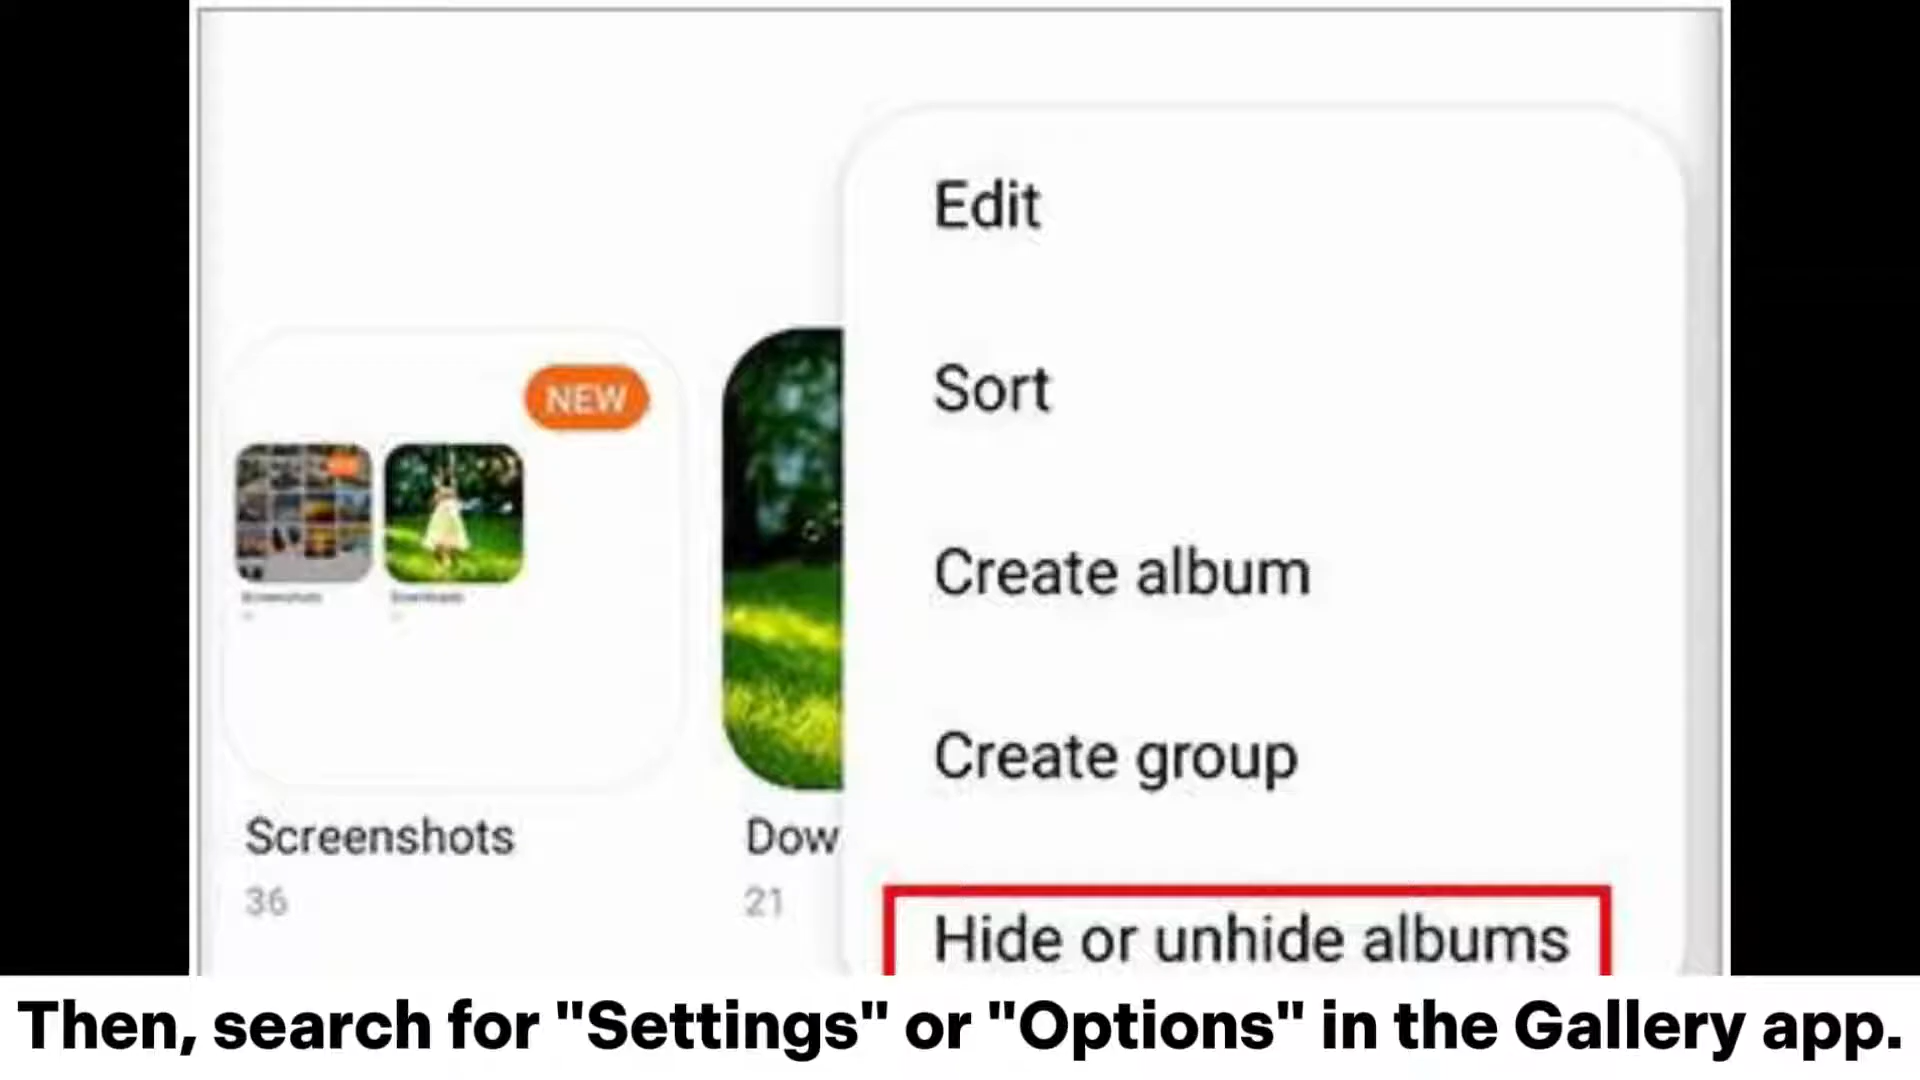 Edit
Sort
NEW
Create album
Create group
Screenshots
Dow
36
21
Hide or unhide albums
Then, search for "Settings" or "Options" in the Gallery app.